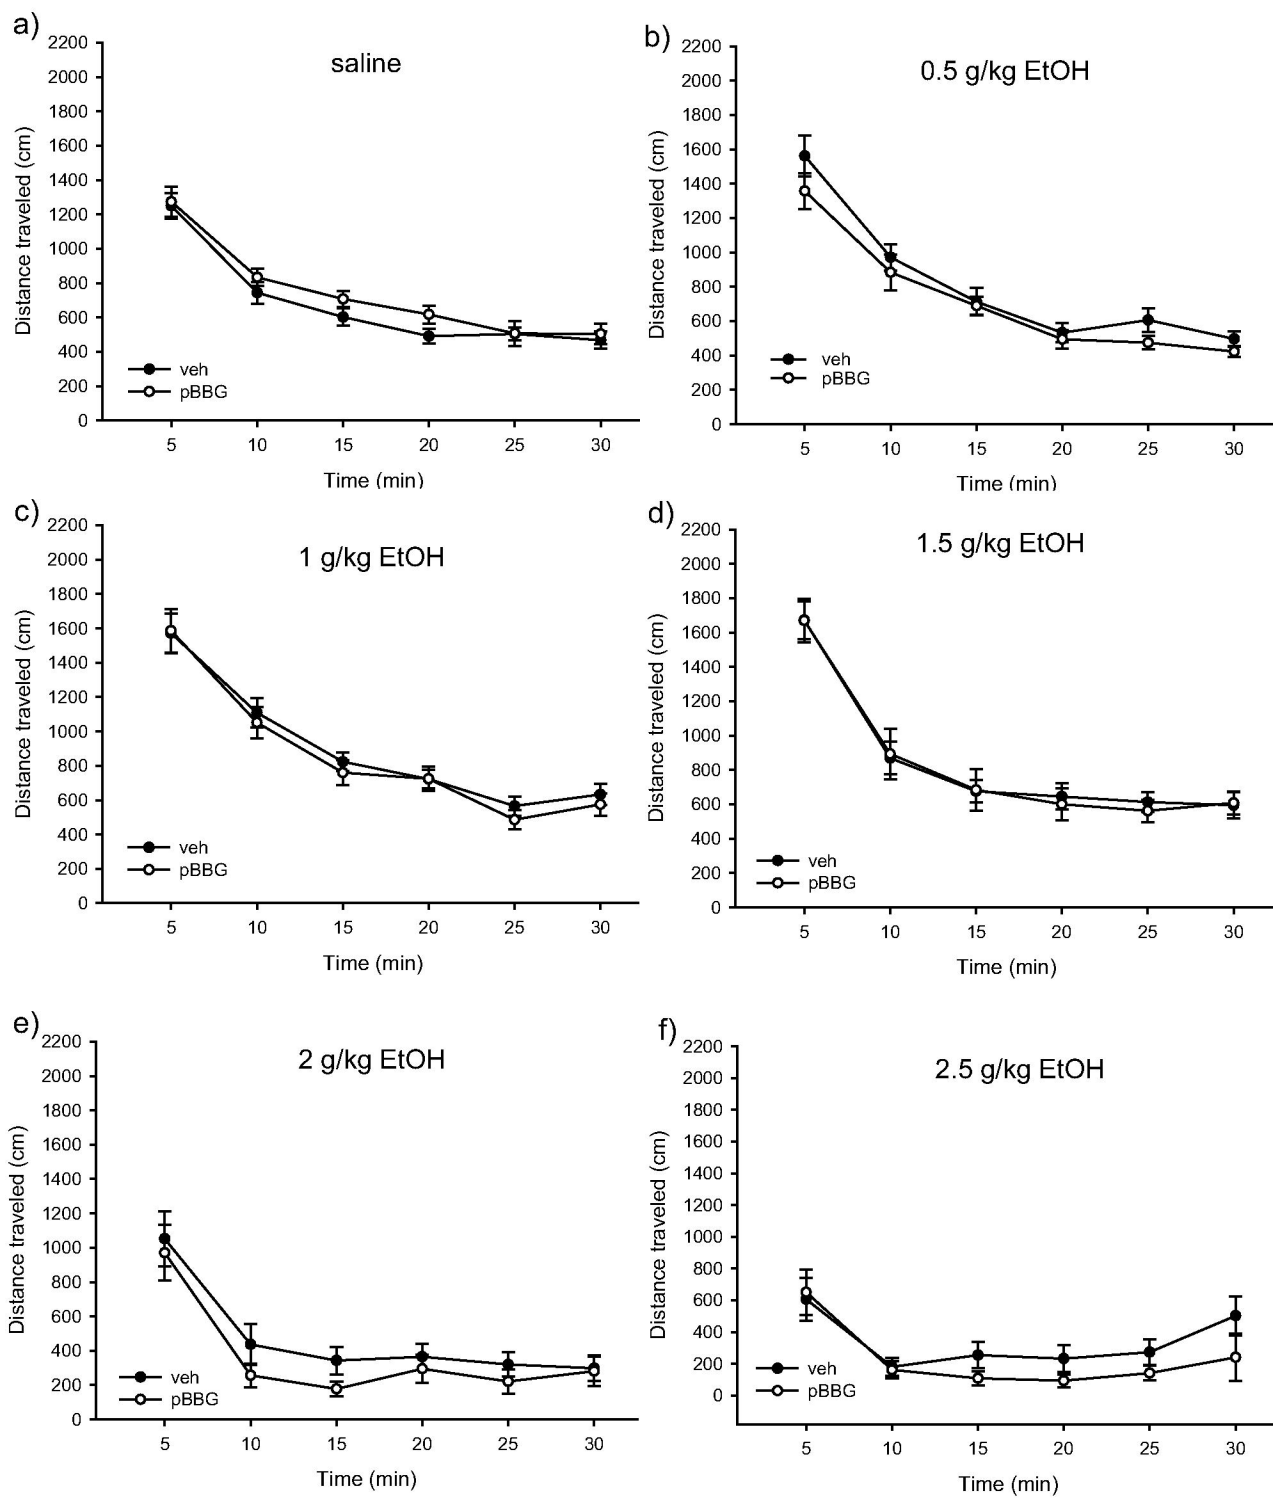 a)
saline
Distance traveled (cm)
2200
2000
1800
1600
1400
1200
1000
800
600
400
200
0
veh
pBBG
5 10 15 20 25 30
Time (min)
b)
0.5 g/kg EtOH
Distance traveled (cm)
2200
2000
1800
1600
1400
1200
1000
800
600
400
200
0
veh
pBBG
5 10 15 20 25 30
Time (min)
c)
1 g/kg EtOH
Distance traveled (cm)
2200
2000
1800
1600
1400
1200
1000
800
600
400
200
0
veh
pBBG
5 10 15 20 25 30
Time (min)
d)
1.5 g/kg EtOH
Distance traveled (cm)
2200
2000
1800
1600
1400
1200
1000
800
600
400
200
0
veh
pBBG
5 10 15 20 25 30
Time (min)
e)
2 g/kg EtOH
Distance traveled (cm)
2200
2000
1800
1600
1400
1200
1000
800
600
400
200
0
veh
pBBG
5 10 15 20 25 30
Time (min)
f)
2.5 g/kg EtOH
Distance traveled (cm)
2200
2000
1800
1600
1400
1200
1000
800
600
400
200
0
veh
pBBG
5 10 15 20 25 30
Time (min)